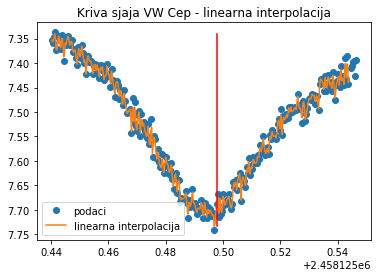 Kriva sjaja VW Cep - linearna interpolacija
7.35
7.40
7.45
7.50
7.55
7.60
7.65
7.70
7.75
podaci
linearna interpolacija
0.44 0.46 0.48 0.50 0.52 0.54
+2.458125e6